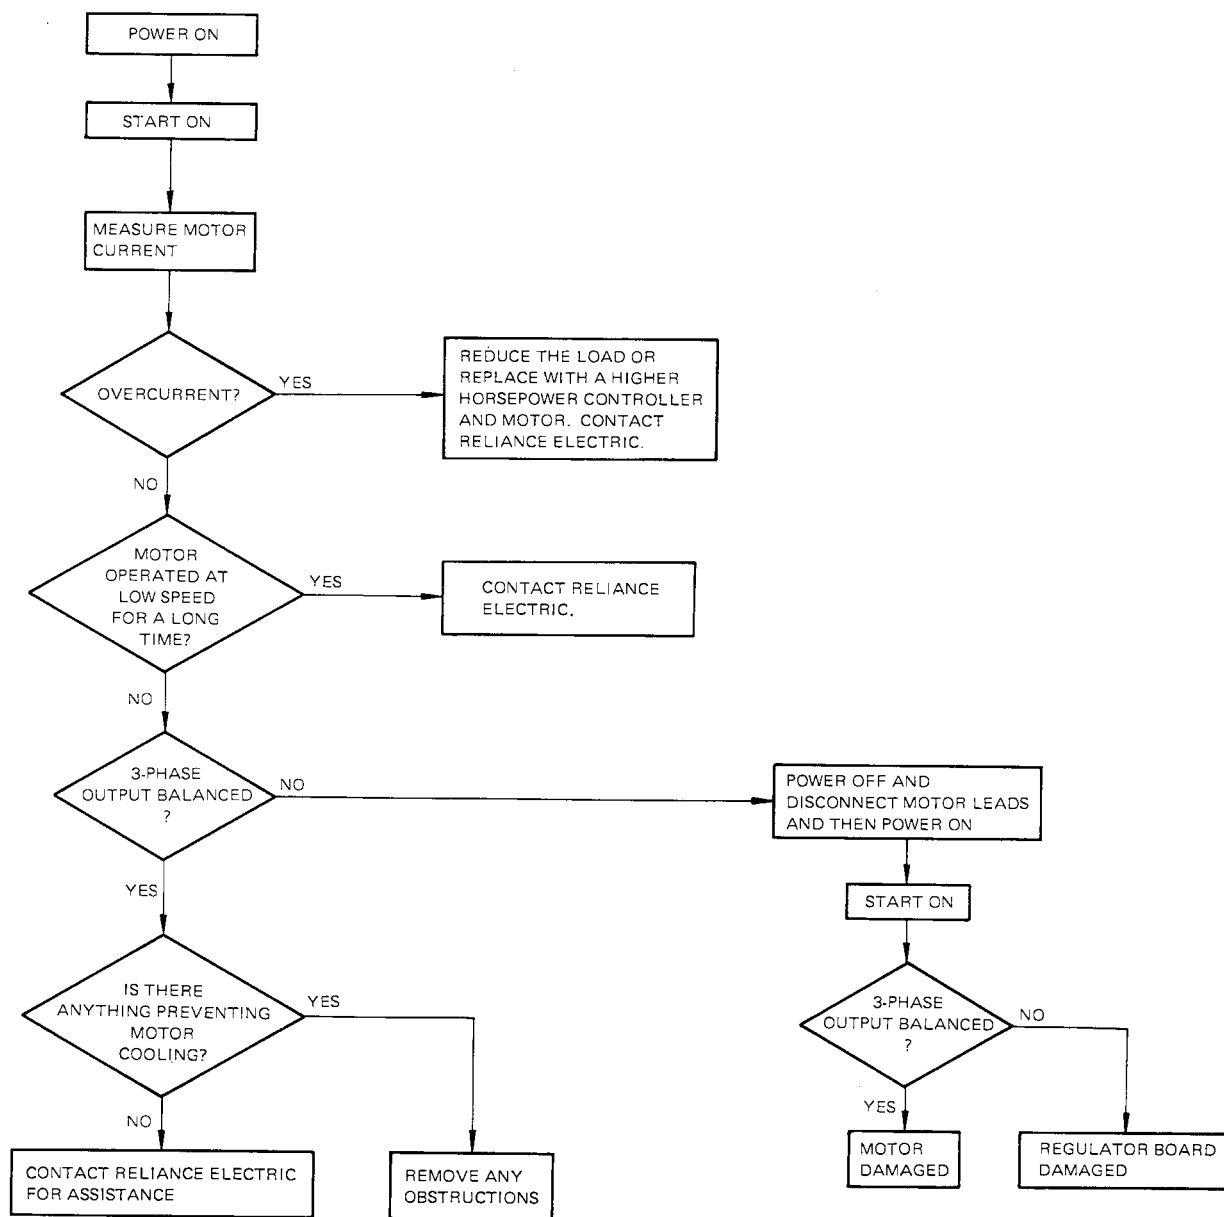 POWER ON
START ON
MEASURE MOTOR
CURRENT
OVERCURRENT?
YES
REDUCE THE LOAD OR
REPLACE WITH A HIGHER
HORSEPOWER CONTROLLER
AND MOTOR. CONTACT
RELIANCE ELECTRIC.
NO
MOTOR
OPERATED AT
LOW SPEED
FOR A LONG
TIME?
YES
CONTACT RELIANCE
ELECTRIC.
NO
3-PHASE
OUTPUT BALANCED
?
NO
POWER OFF AND
DISCONNECT MOTOR LEADS
AND THEN POWER ON
YES
START ON
IS THERE
ANYTHING PREVENTING
MOTOR
COOLING?
YES
3-PHASE
OUTPUT BALANCED
?
NO
NO
YES
CONTACT RELIANCE ELECTRIC
FOR ASSISTANCE
REMOVE ANY
OBSTRUCTIONS
MOTOR
DAMAGED
REGULATOR BOARD
DAMAGED